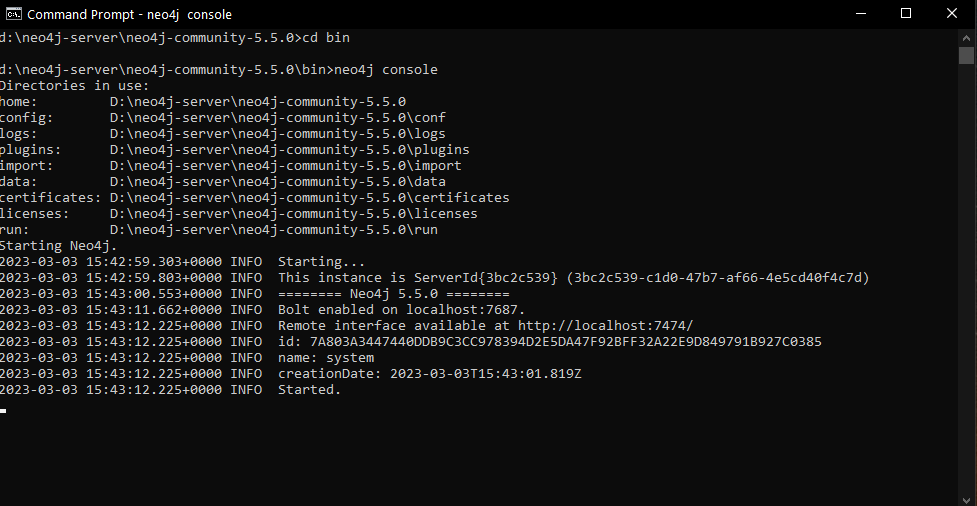 Command Prompt - neo4j  console
d:\neo4j-server\neo4j-community-5.5.0>cd bin
d:\neo4j-server\neo4j-community-5.5.0\bin>neo4j console
Directories in use:
home:         D:\neo4j-server\neo4j-community-5.5.0
config:       D:\neo4j-server\neo4j-community-5.5.0\conf
logs:         D:\neo4j-server\neo4j-community-5.5.0\logs
plugins:      D:\neo4j-server\neo4j-community-5.5.0\plugins
import:       D:\neo4j-server\neo4j-community-5.5.0\import
data:         D:\neo4j-server\neo4j-community-5.5.0\data
certificates: D:\neo4j-server\neo4j-community-5.5.0\certificates
licenses:     D:\neo4j-server\neo4j-community-5.5.0\licenses
run:          D:\neo4j-server\neo4j-community-5.5.0\run
Starting Neo4j.
2023-03-03 15:42:59.303+0000 INFO  Starting...
2023-03-03 15:42:59.803+0000 INFO  This instance is ServerId{3bc2c539} (3bc2c539-c1d0-47b7-af66-4e5cd40f4c7d)
2023-03-03 15:43:00.553+0000 INFO  ======== Neo4j 5.5.0 ========
2023-03-03 15:43:11.662+0000 INFO  Bolt enabled on localhost:7687.
2023-03-03 15:43:12.225+0000 INFO  Remote interface available at http://localhost:7474/
2023-03-03 15:43:12.225+0000 INFO  id: 7A803A3447440DDB9C3CC978394D2E5DA47F92BFF32A22E9D849791B927C0385
2023-03-03 15:43:12.225+0000 INFO  name: system
2023-03-03 15:43:12.225+0000 INFO  creationDate: 2023-03-03T15:43:01.819Z
2023-03-03 15:43:12.225+0000 INFO  Started.